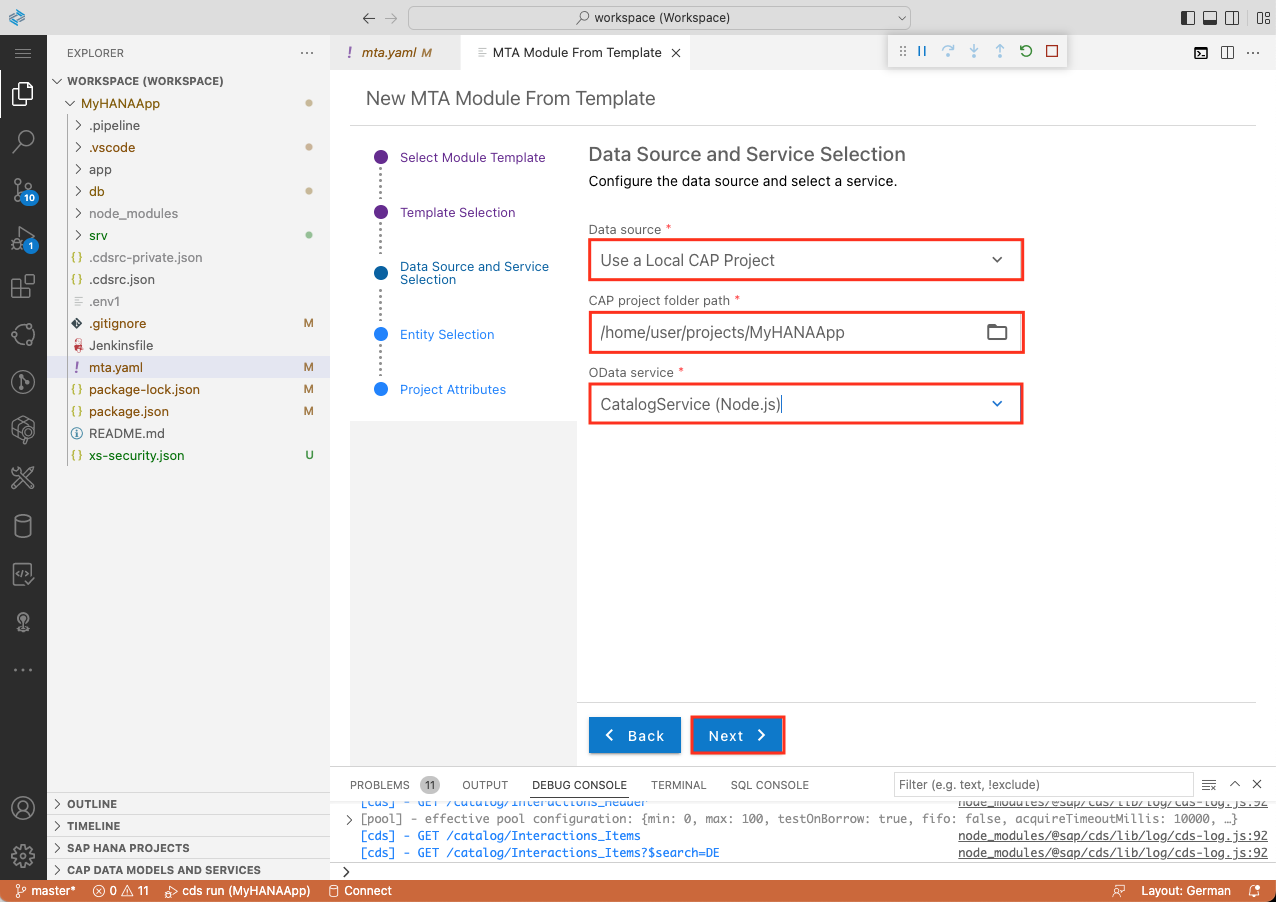 workspace (Workspace)
EXPLORER
WORKSPACE (WORKSPACE)
MyHANAApp
.pipeline
.vscode
app
db
node_modules
srv
{} .cdsrc-private.json
{} .cdsrc.json
.env1
.gitignore M
Jenkinsfile
! mta.yaml M
{} package-lock.json M
{} package.json M
README.md
{} xs-security.json U
10
1
OUTLINE
TIMELINE
SAP HANA PROJECTS
CAP DATA MODELS AND SERVICES
! mta.yaml M
MTA Module From Template
New MTA Module From Template
Select Module Template
Template Selection
Data Source and Service
Selection
Entity Selection
Project Attributes
Data Source and Service Selection
Configure the data source and select a service.
Data source *
Use a Local CAP Project
CAP project folder path *
/home/user/projects/MyHANAApp
OData service *
CatalogService (Node.js)
Back Next
PROBLEMS 11 OUTPUT DEBUG CONSOLE TERMINAL SQL CONSOLE Filter (e.g. text, !exclude)
[cds] - GET /catalog/Interactions_Header node_modules/@sap/cds/lib/log/cds-log.js:92
[pool] - effective pool configuration: {min: 0, max: 100, testOnBorrow: true, fifo: false, acquireTimeoutMillis: 10000, …}
[cds] - GET /catalog/Interactions_Items node_modules/@sap/cds/lib/log/cds-log.js:92
[cds] - GET /catalog/Interactions_Items?$search=DE node_modules/@sap/cds/lib/log/cds-log.js:92
master* 0 11 cds run (MyHANAApp) Connect Layout: German